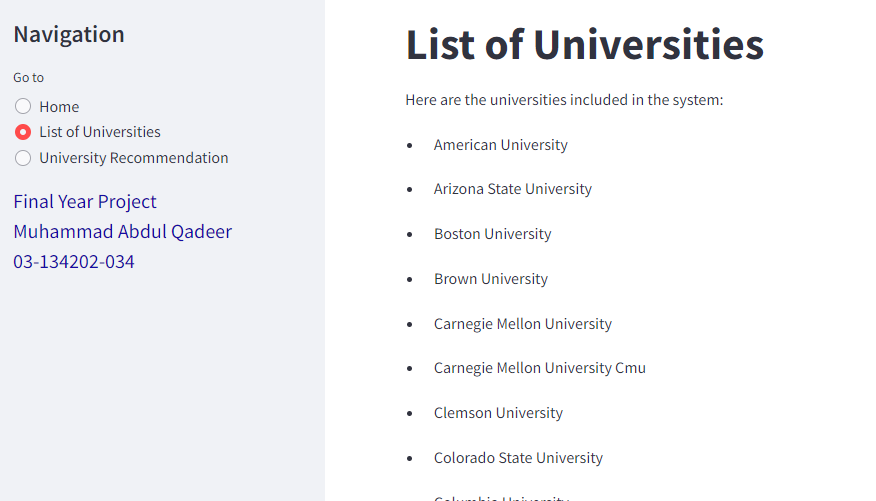 Navigation
Go to
Home
List of Universities
University Recommendation
Final Year Project
Muhammad Abdul Qadeer
03-134202-034
List of Universities
Here are the universities included in the system:
American University
Arizona State University
Boston University
Brown University
Carnegie Mellon University
Carnegie Mellon University Cmu
Clemson University
Colorado State University
Columbia University